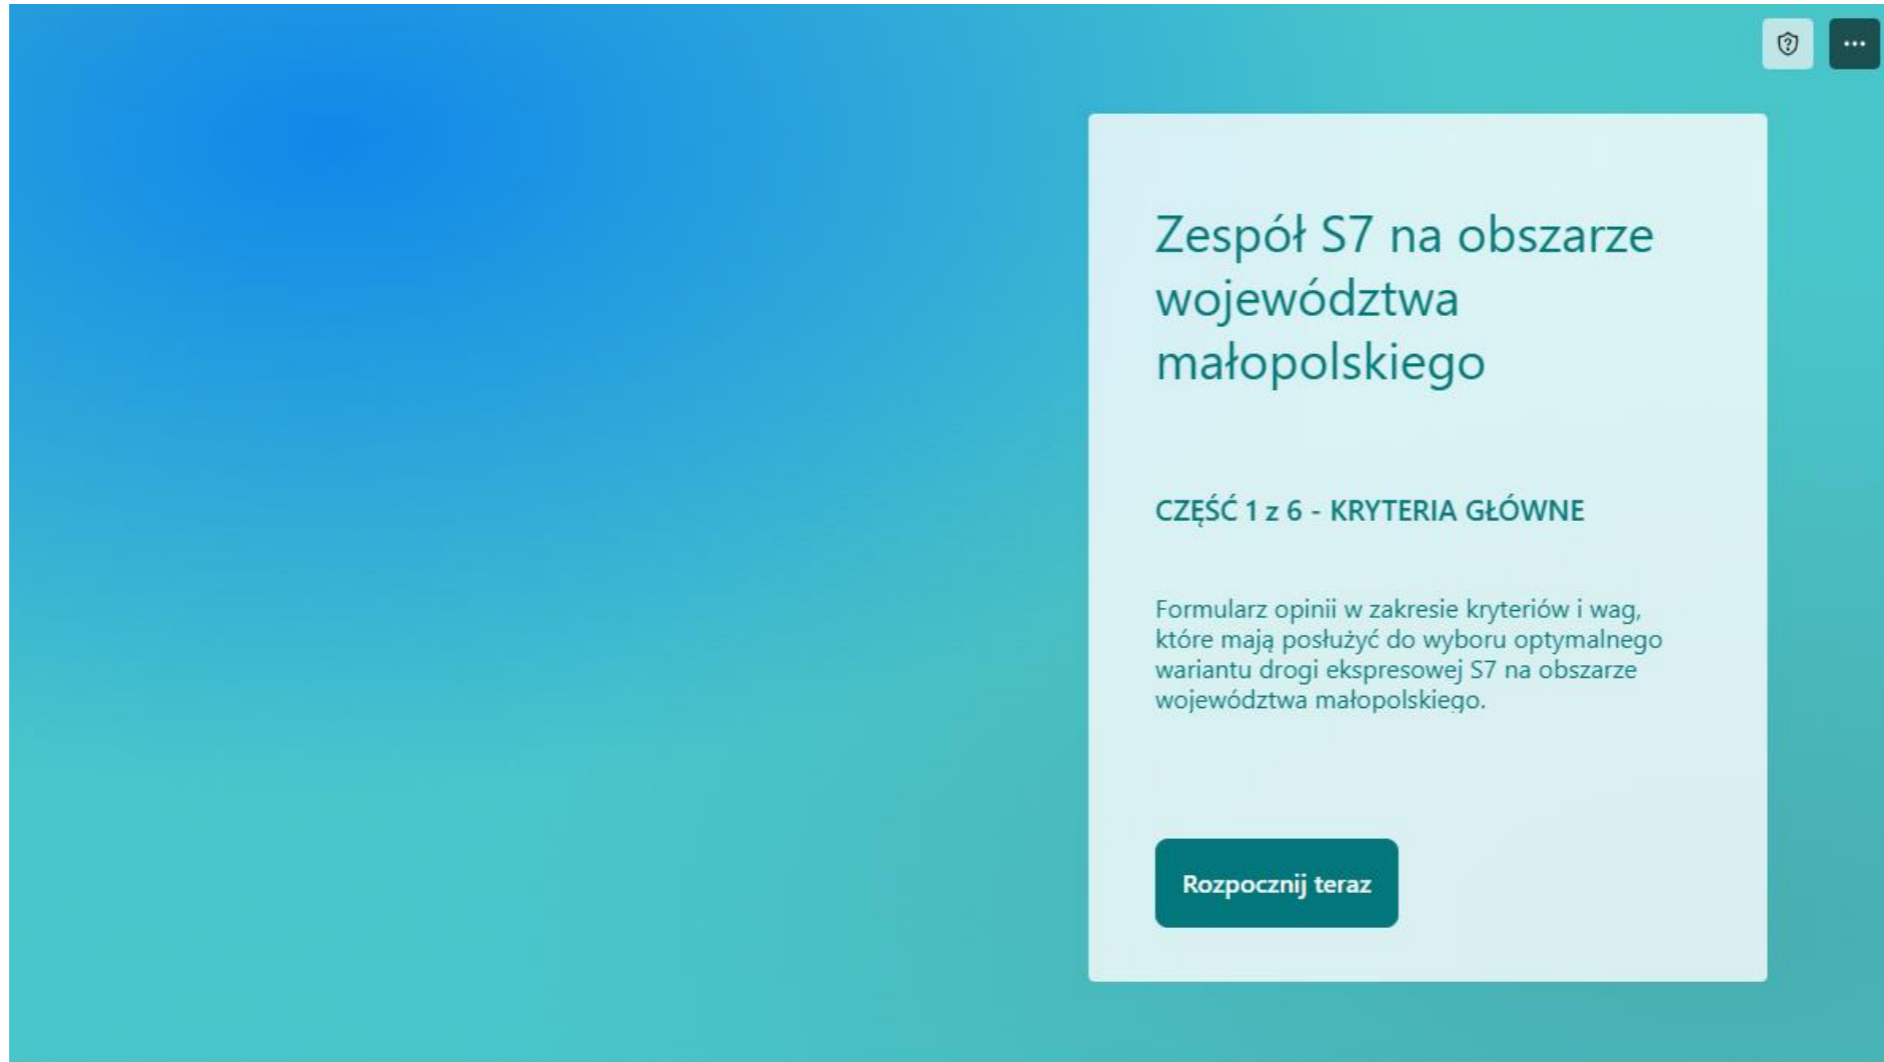 Zespół S7 na obszarze
województwa
małopolskiego
CZĘŚĆ 1 z 6 - KRYTERIA GŁÓWNE
Formularz opinii w zakresie kryteriów i wag,
które mają posłużyć do wyboru optymalnego
wariantu drogi ekspresowej S7 na obszarze
województwa małopolskiego.
Rozpocznij teraz